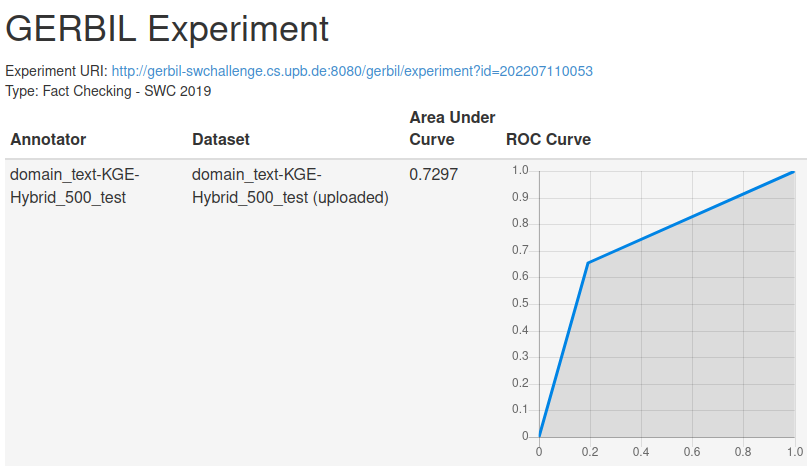 GERBIL Experiment
Experiment URI: http://gerbil-swchallenge.cs.upb.de:8080/gerbil/experiment?id=202207110053
Type: Fact Checking - SWC 2019
Annotator Dataset Area Under Curve ROC Curve
domain_text-KGE-
Hybrid_500_test
domain_text-KGE-
Hybrid_500_test (uploaded)
0.7297
1.0
0.9
0.8
0.7
0.6
0.5
0.4
0.3
0.2
0.1
0
0 0.2 0.4 0.6 0.8 1.0